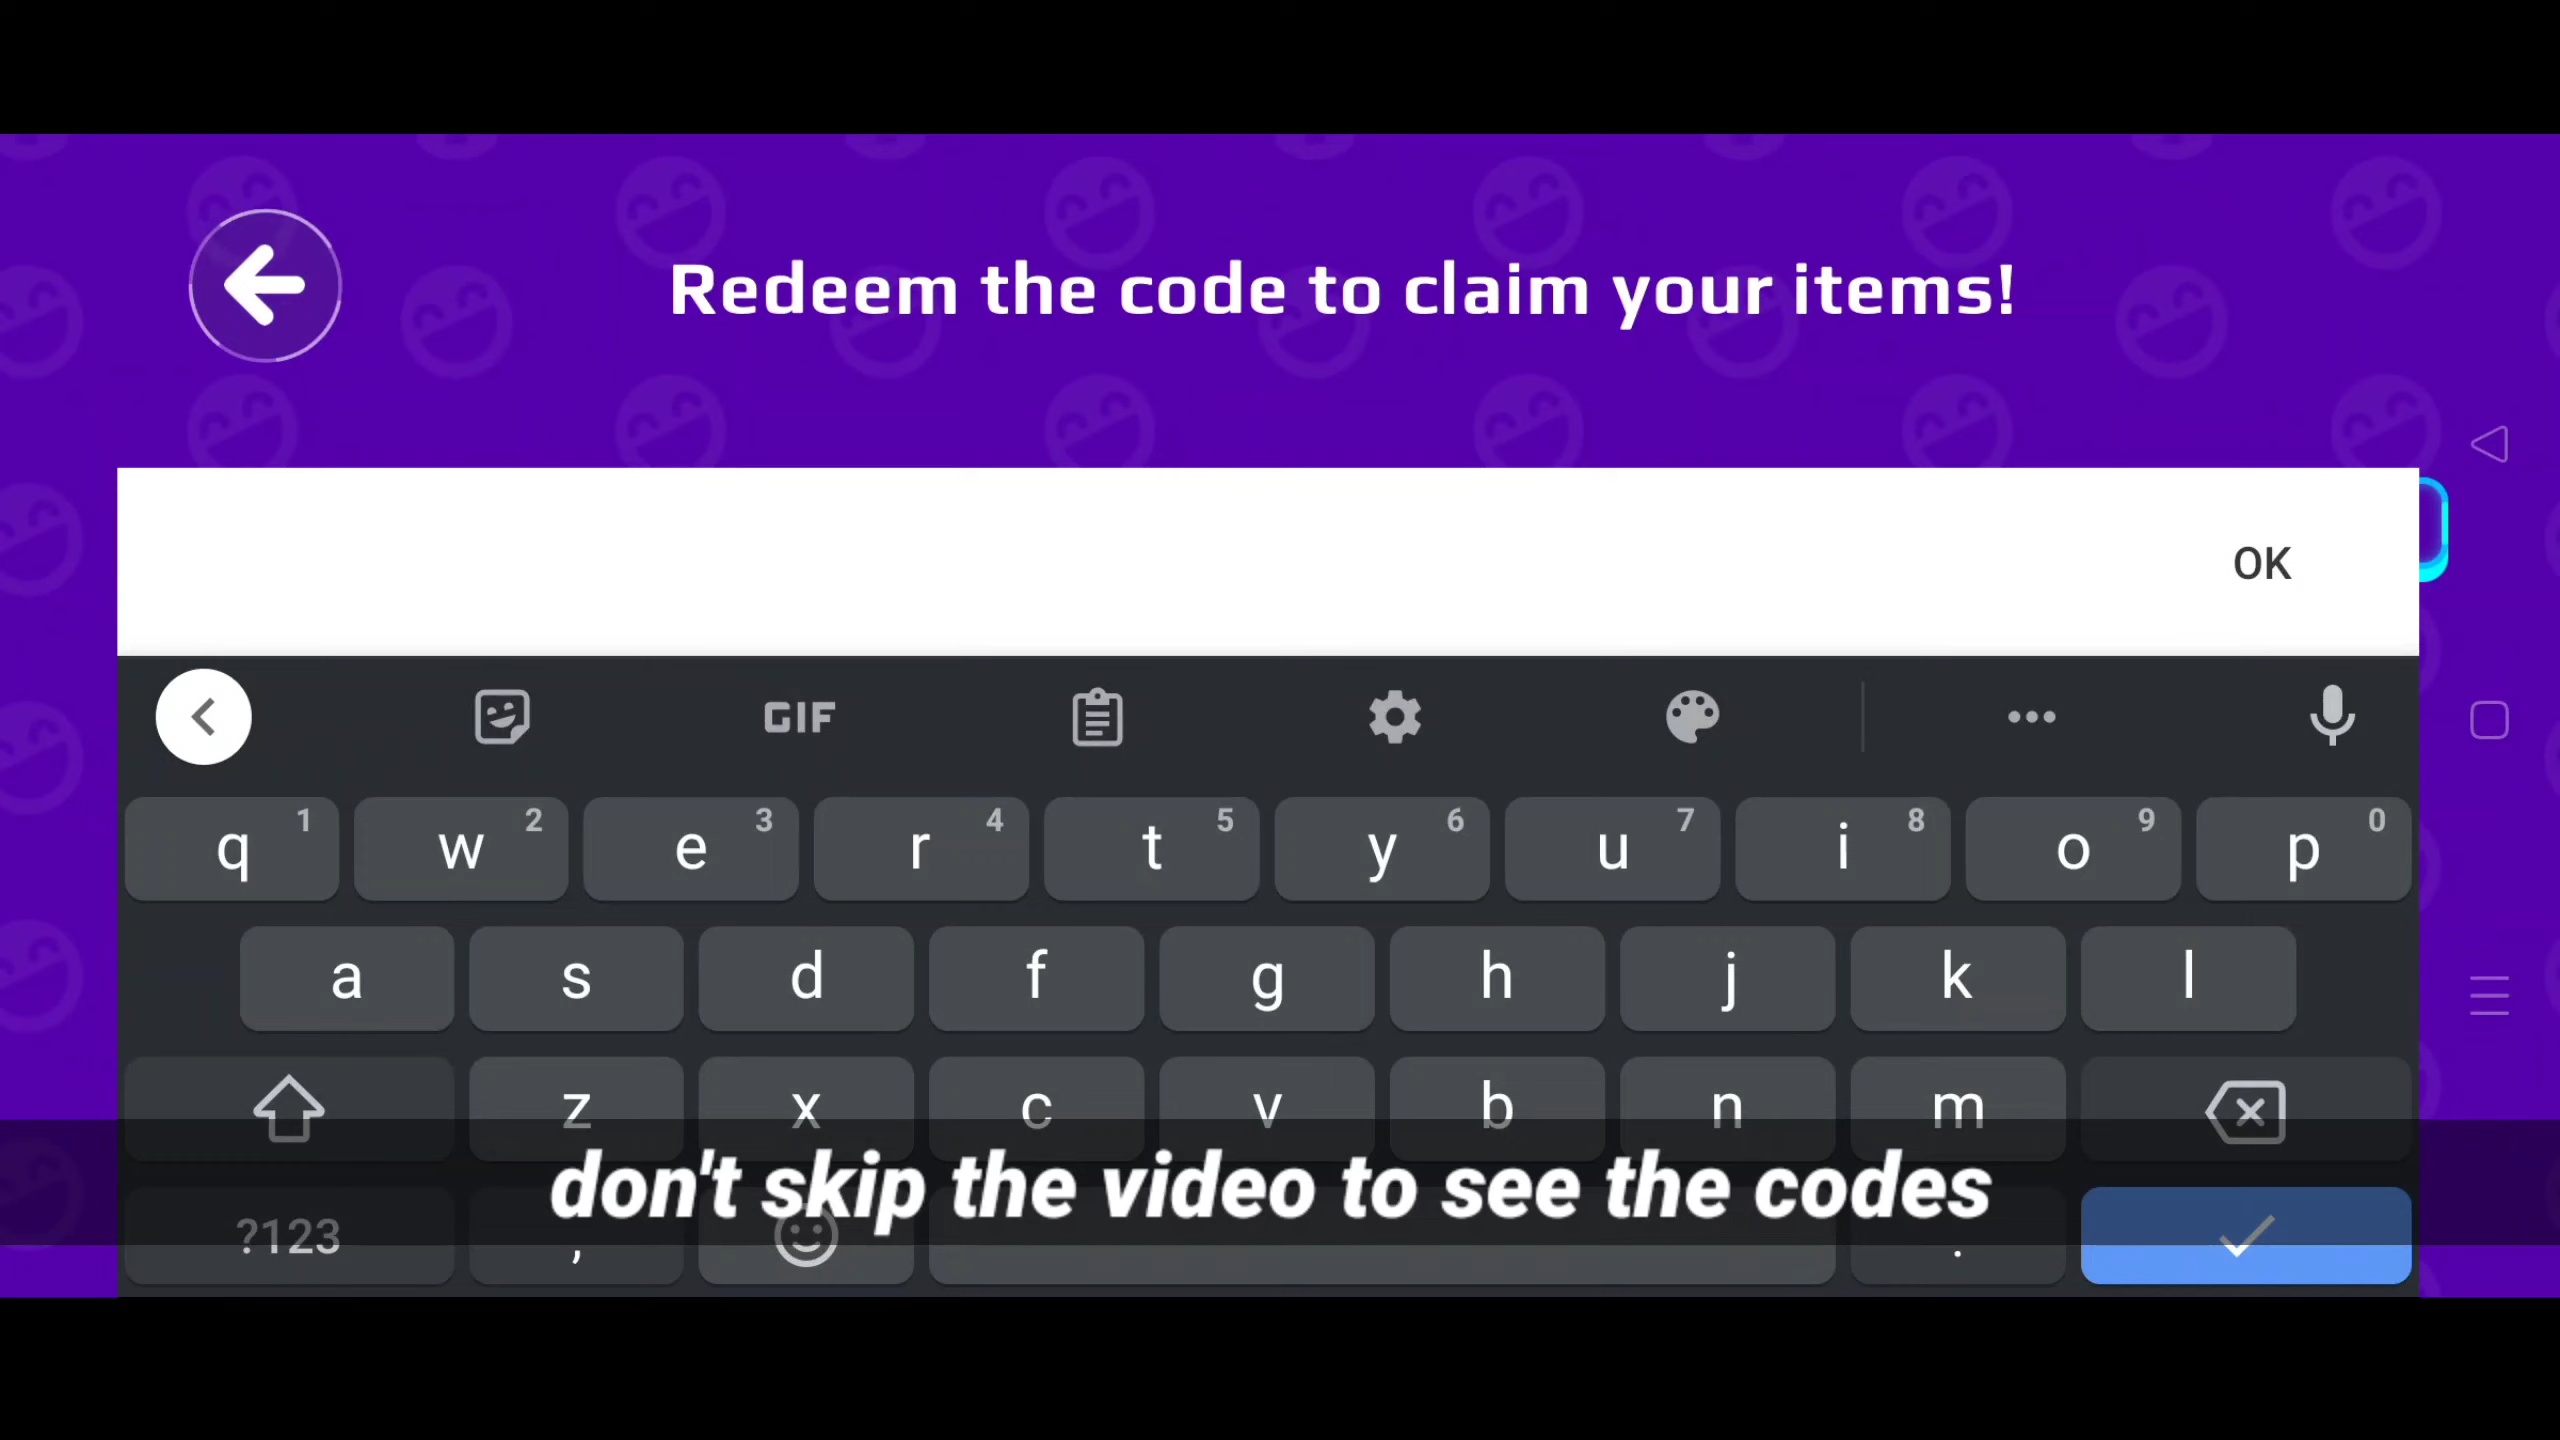 Redeem the code to claim your items!
OK
GIF
q 1 w 2 e 3 r 4 t 5 y 6 u 7 i 8 o 9 p 0
a s d f g h j k l
z x c v b n m
don't skip the video to see the codes
?123 , .